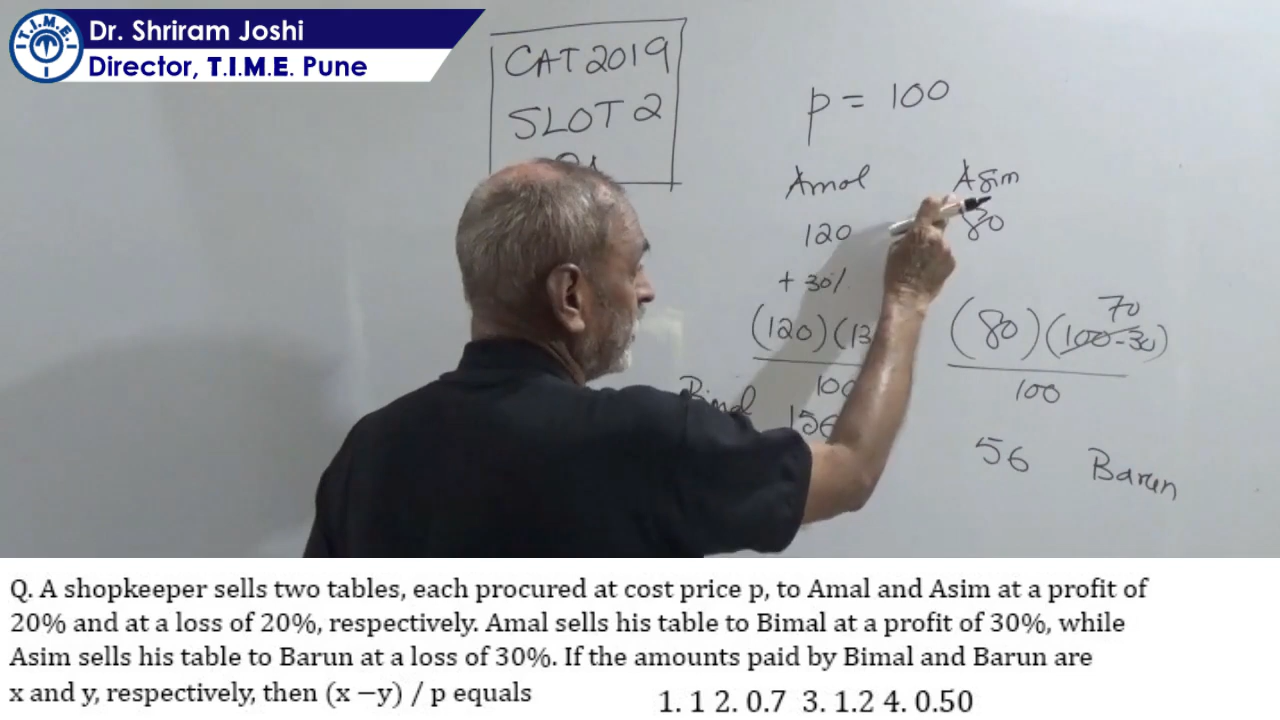 T.I.M.E.
Dr. Shriram Joshi
Director, T.I.M.E. Pune
CAT 2019
SLOT 2
p = 100
Amol Asim
120 80
+ 30%
(120)(13 (80)(100-30) 70
100 100
156 56 Barun
Q. A shopkeeper sells two tables, each procured at cost price p, to Amal and Asim at a profit of
20% and at a loss of 20%, respectively. Amal sells his table to Bimal at a profit of 30%, while
Asim sells his table to Barun at a loss of 30%. If the amounts paid by Bimal and Barun are
x and y, respectively, then (x −y) / p equals
1. 1 2. 0.7 3. 1.2 4. 0.50